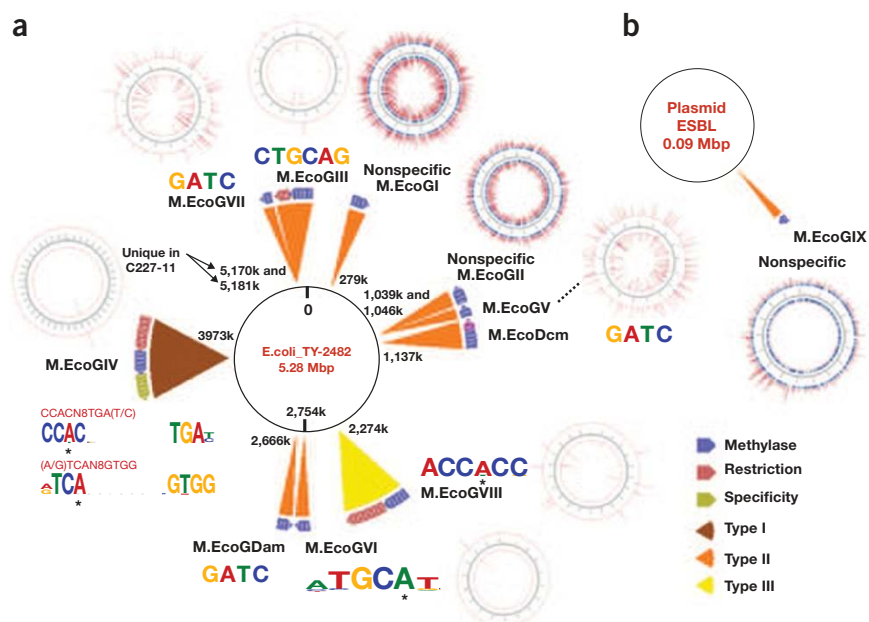 a
b
Plasmid
ESBL
0.09 Mbp
M.EcoGIX
Nonspecific
CTGCAG
M.EcoGIII
Nonspecific
M.EcoGI
GATC
M.EcoGVII
Nonspecific
M.EcoGII
Unique in
C227-11
5,170k and
5,181k
279k
0
1,039k and
1,046k
M.EcoGV
M.EcoDcm
GATC
1,137k
3973k
M.EcoGIV
E.coli_TY-2482
5.28 Mbp
2,754k
2,666k
2,274k
CCACN8TGA(T/C)
CCAC TGAT
*
(A/G)TCAN8GTGG
ATCA GTGG
*
ACCACC
*
M.EcoGVIII
M.EcoGDam
GATC
M.EcoGVI
ATGCAT
*
Methylase
Restriction
Specificity
Type I
Type II
Type III